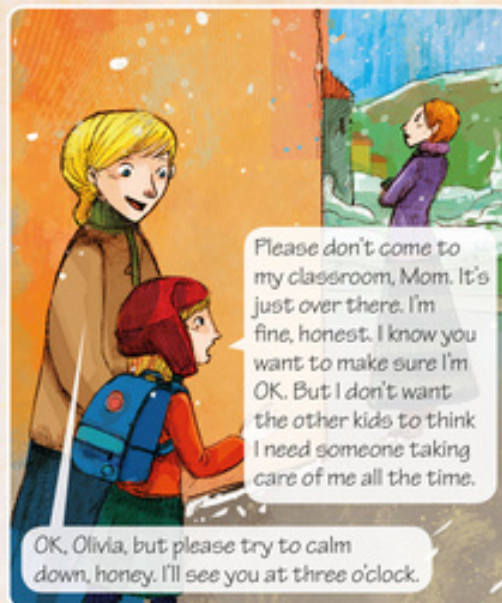 Please don't come to
my classroom, Mom. It's
just over there. I'm
fine, honest. I know you
want to make sure I'm
OK. But I don't want
the other kids to think
I need someone taking
care of me all the time.
OK, Olivia, but please try to calm
down, honey. I'll see you at three o'clock.